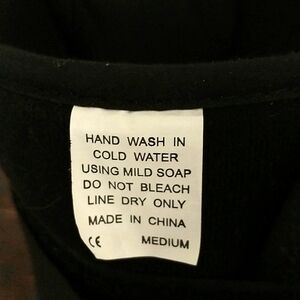 HAND WASH IN
COLD WATER
USING MILD SOAP
DO NOT BLEACH
LINE DRY ONLY
MADE IN CHINA
CE MEDIUM